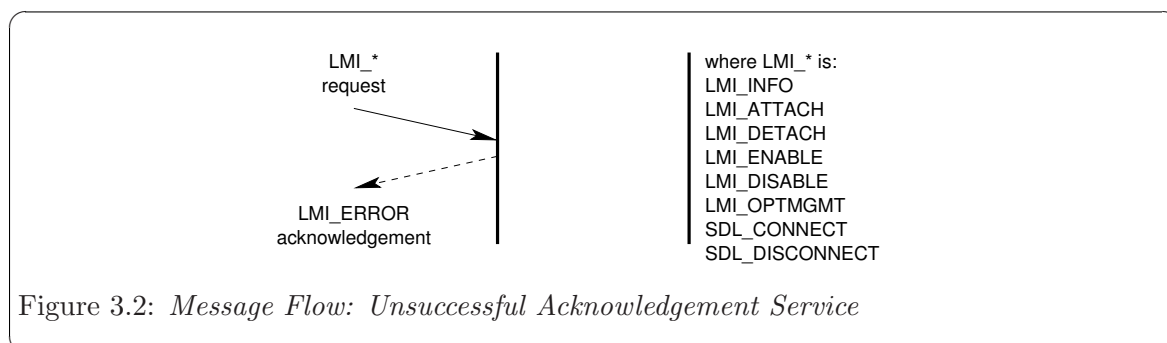 LMI_*
request
LMI_ERROR
acknowledgement
where LMI_* is:
LMI_INFO
LMI_ATTACH
LMI_DETACH
LMI_ENABLE
LMI_DISABLE
LMI_OPTMGMT
SDL_CONNECT
SDL_DISCONNECT
Figure 3.2: Message Flow: Unsuccessful Acknowledgement Service